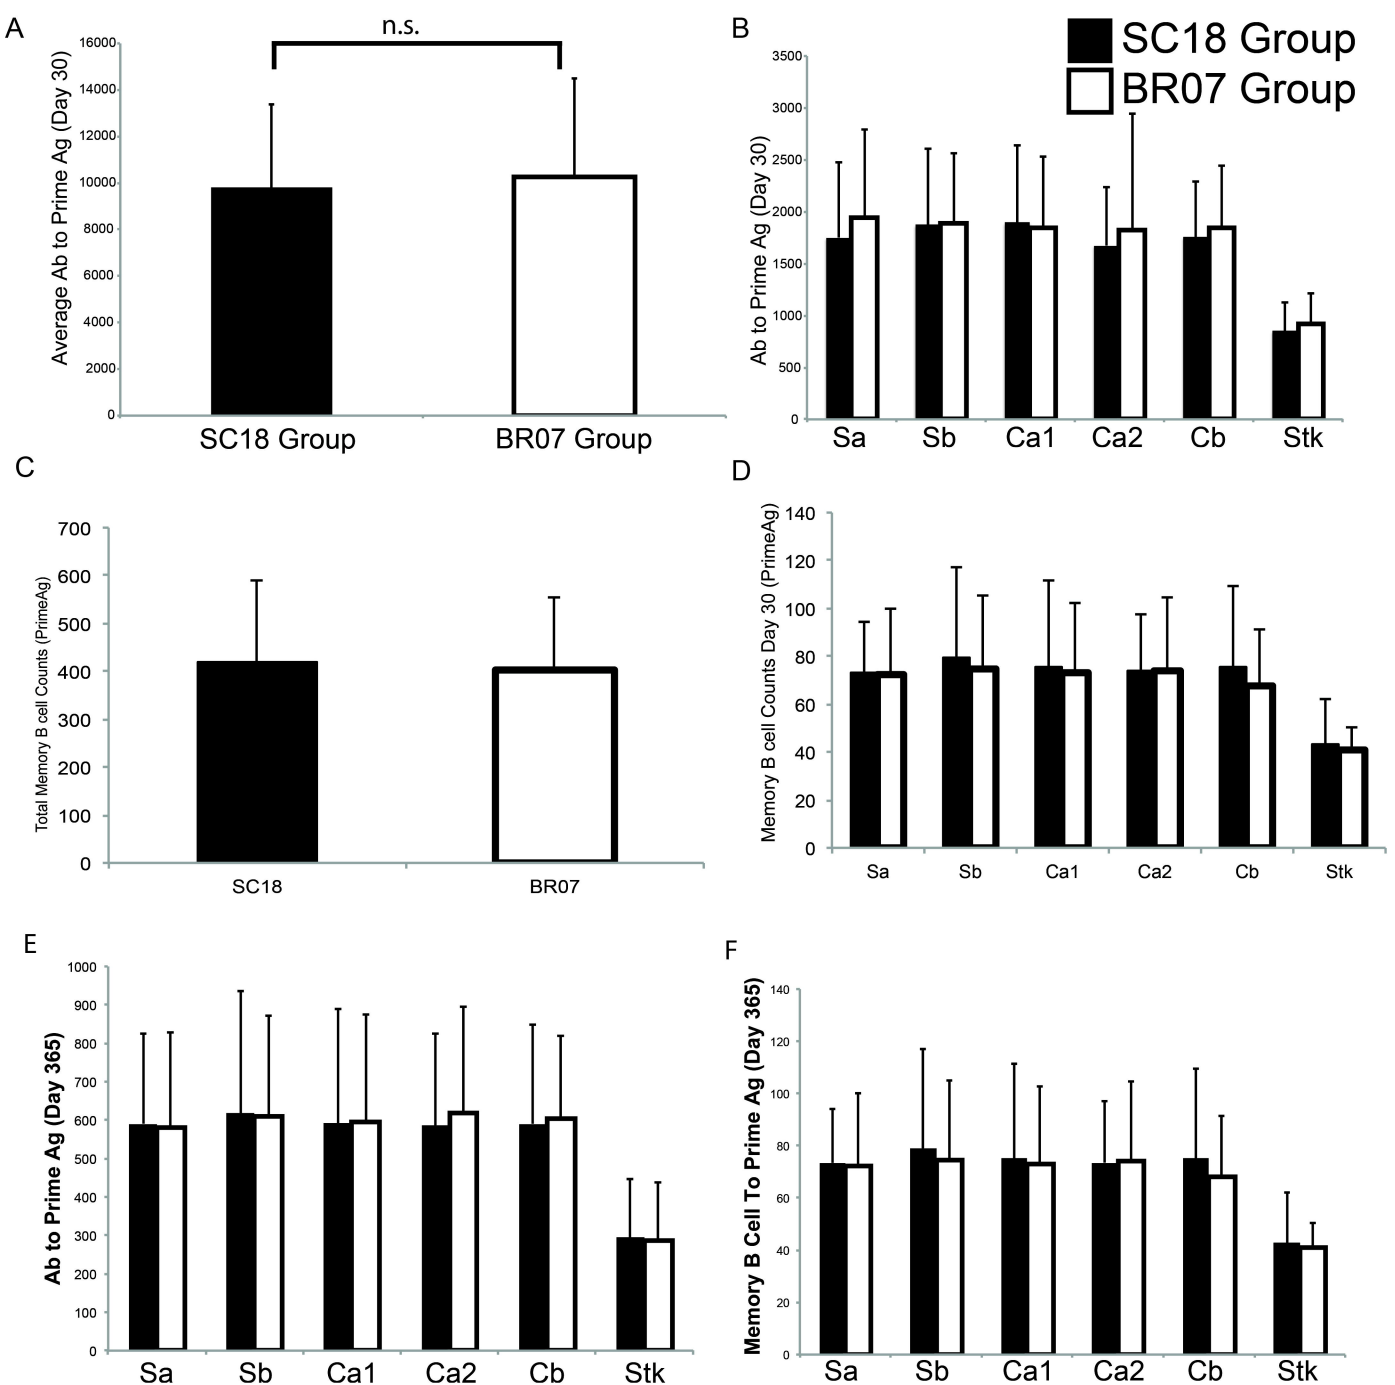 A
n.s.
Average Ab to Prime Ag (Day 30)
16000
14000
12000
10000
8000
6000
4000
2000
0
SC18 Group
BR07 Group
B
SC18 Group
BR07 Group
Ab to Prime Ag (Day 30)
3500
3000
2500
2000
1500
1000
500
0
Sa Sb Ca1 Ca2 Cb Stk
C
Total Memory B cell Counts (PrimeAg)
700
600
500
400
300
200
100
0
SC18
BR07
D
Memory B cell Counts Day 30 (PrimeAg)
140
120
100
80
60
40
20
0
Sa Sb Ca1 Ca2 Cb Stk
E
Ab to Prime Ag (Day 365)
1000
900
800
700
600
500
400
300
200
100
0
Sa Sb Ca1 Ca2 Cb Stk
F
Memory B Cell To Prime Ag (Day 365)
140
120
100
80
60
40
20
0
Sa Sb Ca1 Ca2 Cb Stk